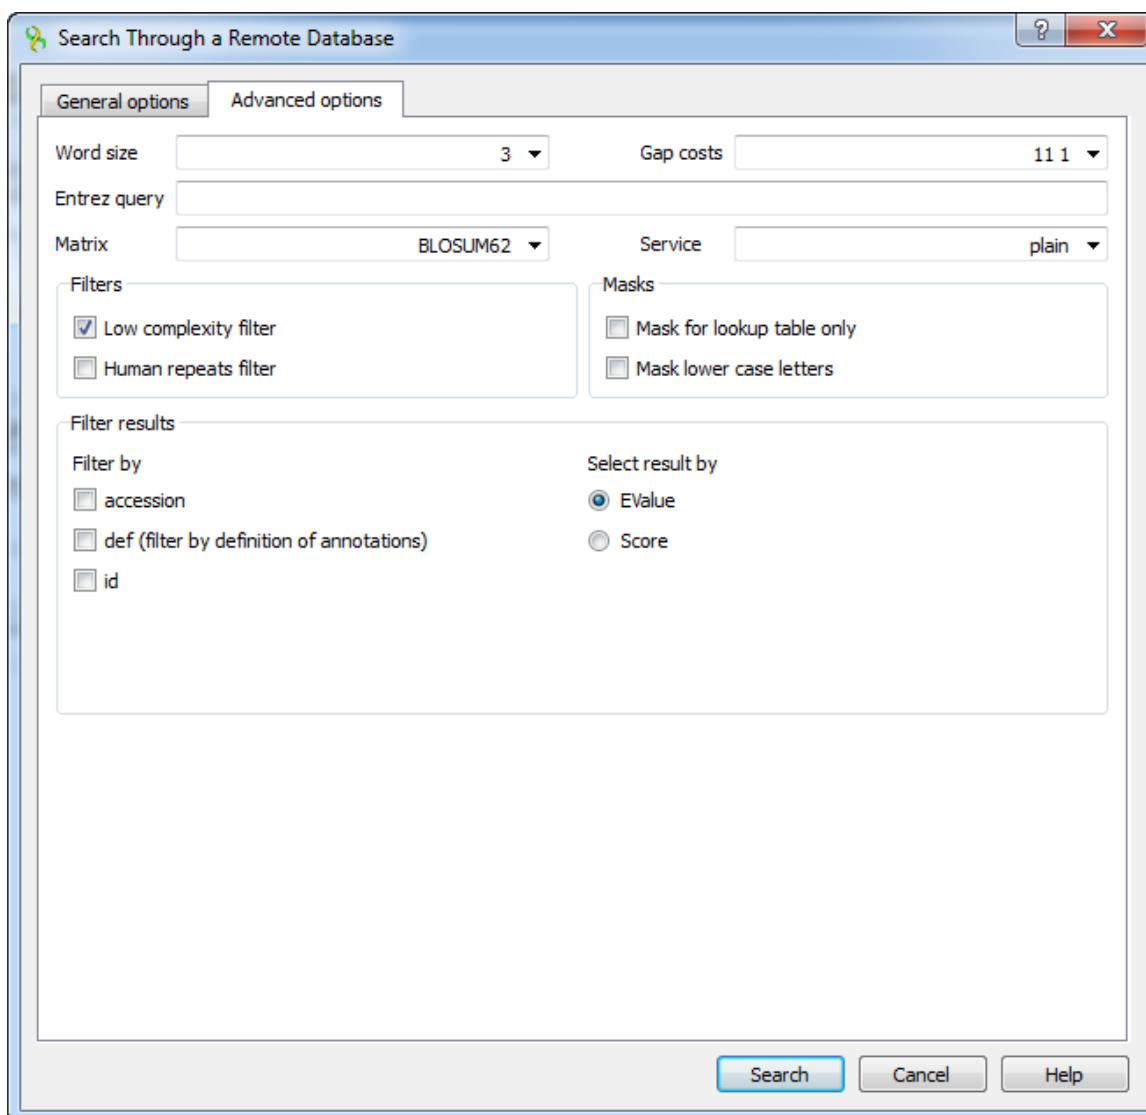 Search Through a Remote Database
?
General options Advanced options
Word size 3 Gap costs 11 1
Entrez query
Matrix BLOSUM62 Service plain
Filters Masks
Low complexity filter Mask for lookup table only
Human repeats filter Mask lower case letters
Filter results
Filter by Select result by
accession EValue
def (filter by definition of annotations) Score
id
Search Cancel Help